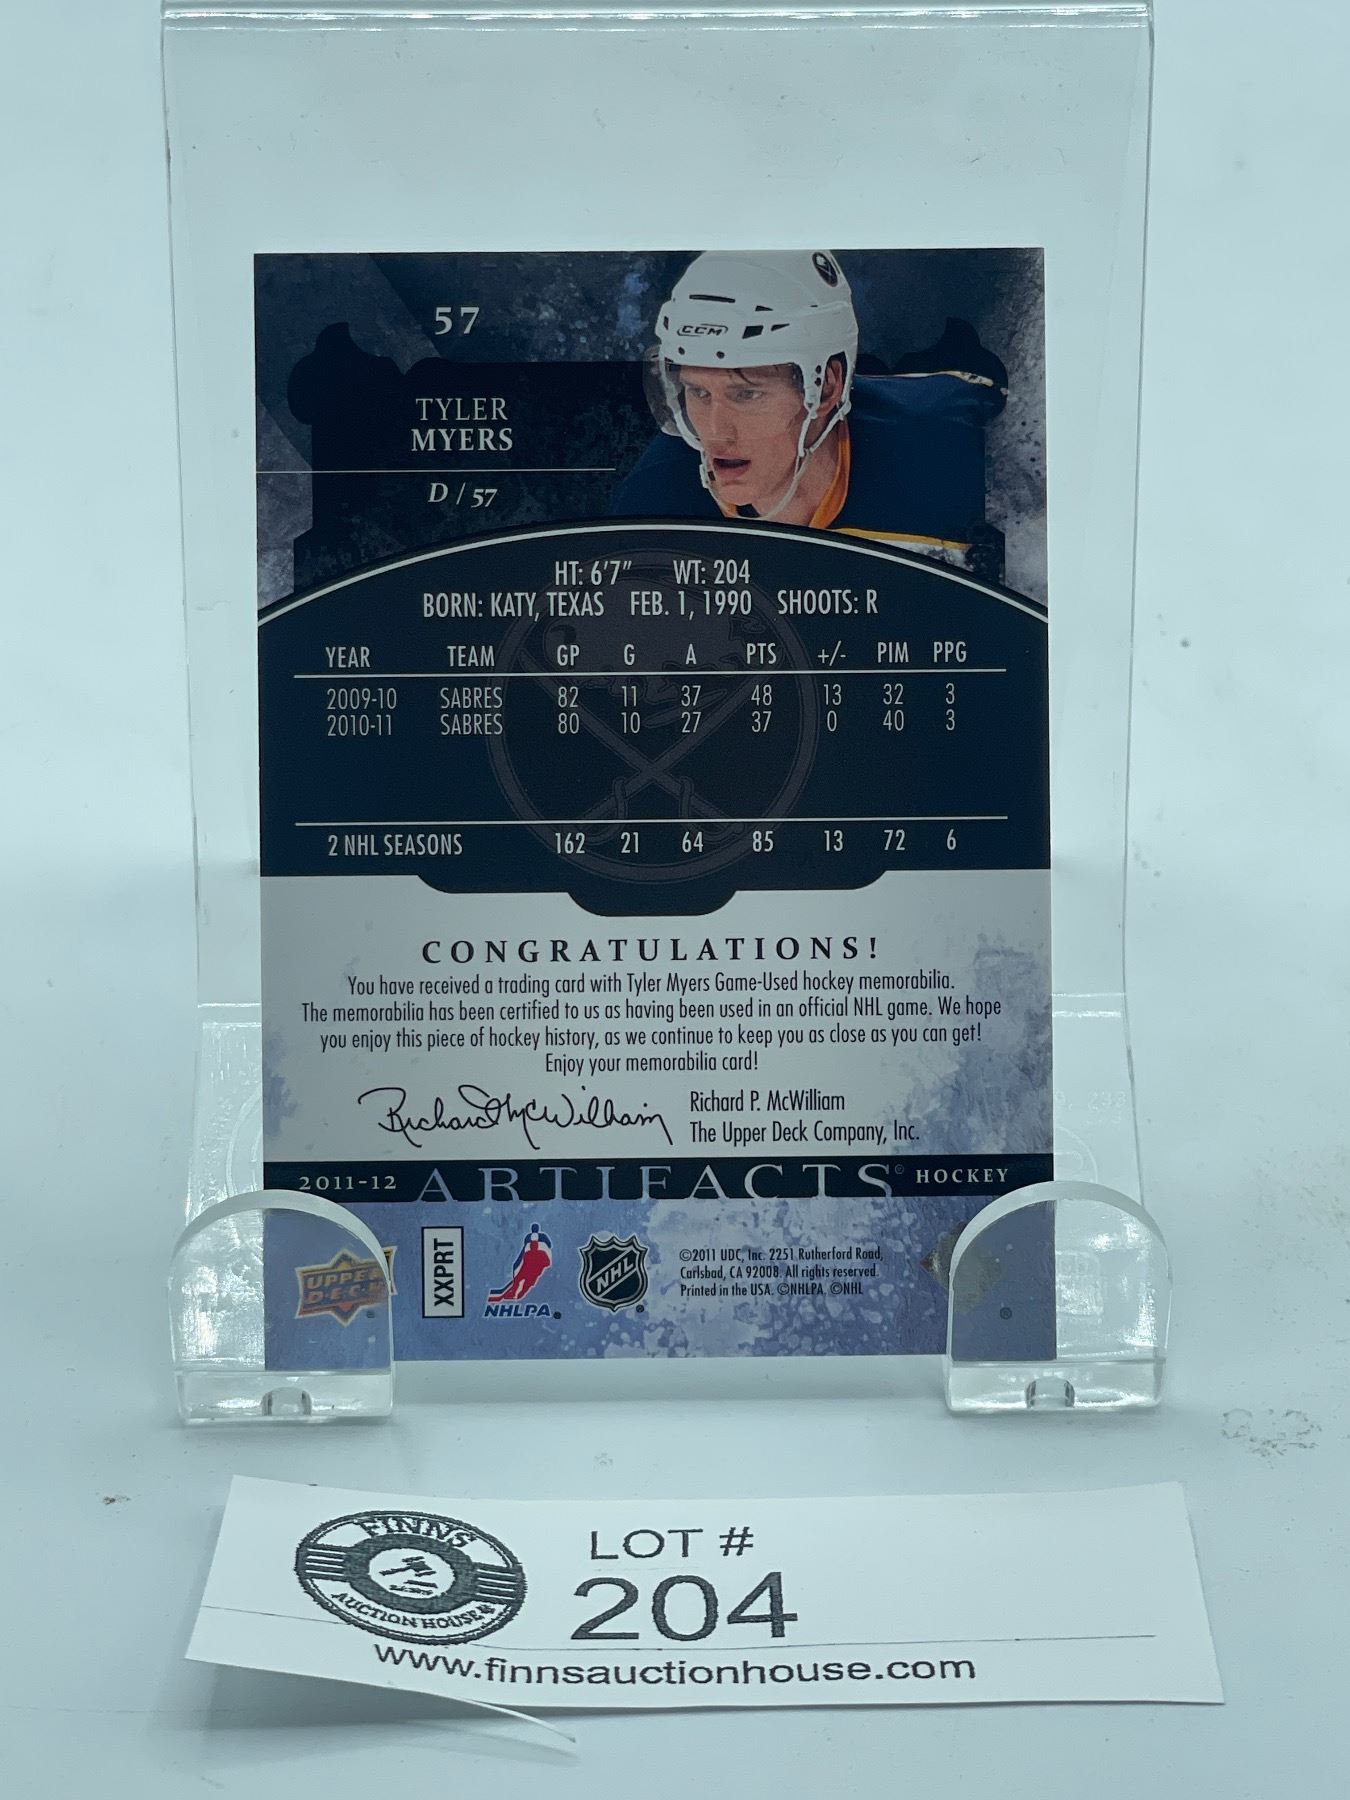 57
CCM
TYLER
MYERS
D / 57
HT: 6'7" WT: 204
BORN: KATY, TEXAS FEB. 1, 1990 SHOOTS: R
YEAR TEAM GP G A PTS +/- PIM PPG
2009-10 SABRES 82 11 37 48 13 32 3
2010-11 SABRES 80 10 27 37 0 40 3
2 NHL SEASONS 162 21 64 85 13 72 6
CONGRATULATIONS!
You have received a trading card with Tyler Myers Game-Used hockey memorabilia.
The memorabilia has been certified to us as having been used in an official NHL game. We hope
you enjoy this piece of hockey history, as we continue to keep you as close as you can get!
Enjoy your memorabilia card!
Richard McWilliam
Richard P. McWilliam
The Upper Deck Company, Inc.
2011-12 ARTIFACTS® HOCKEY
UPPER DECK ®
XXPRT
NHLPA®
NHL ®
©2011 UDC, Inc. 2251 Rutherford Road,
Carlsbad, CA 92008. All rights reserved.
Printed in the USA. ©NHLPA. ©NHL
®
FINNS
AUCTION HOUSE
LOT #
204
www.finnsauctionhouse.com